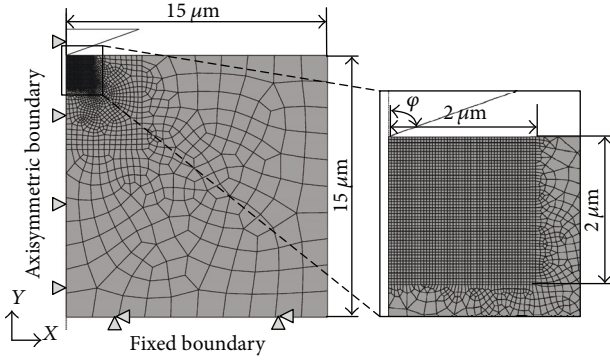 15 μm
Axisymmetric boundary
15 μm
φ
2 μm
2 μm
Y
X
Fixed boundary